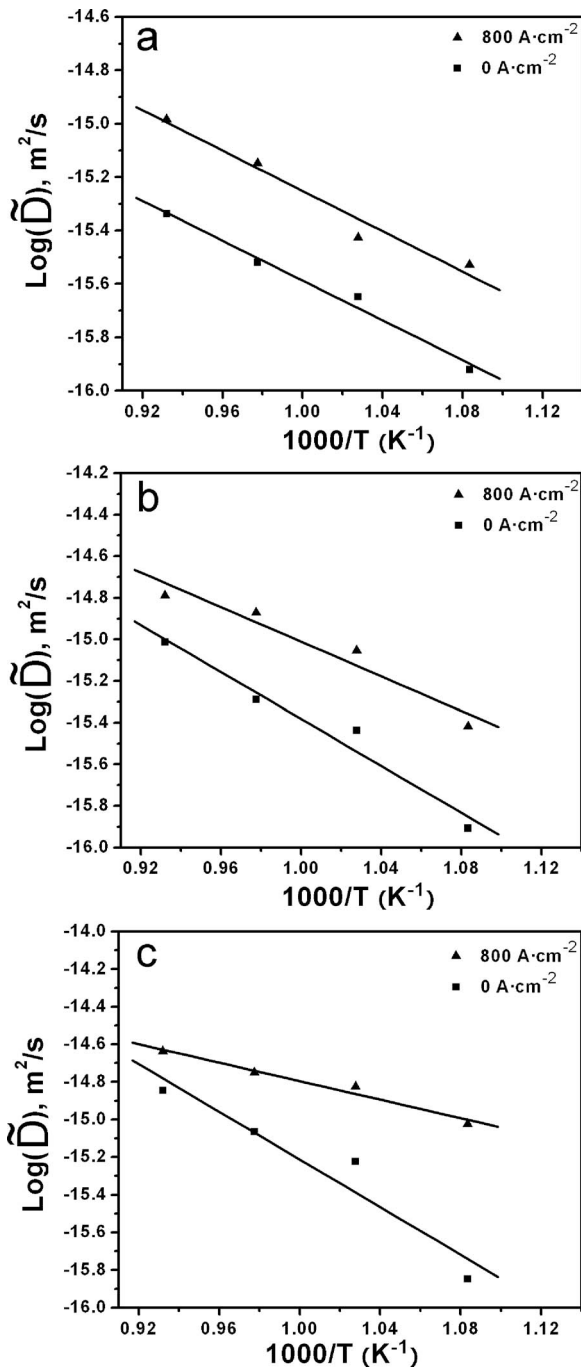 a
800 A·cm⁻²
0 A·cm⁻²
-14.6
-14.8
-15.0
-15.2
-15.4
-15.6
-15.8
-16.0
Log(D̃), m²/s
0.92 0.96 1.00 1.04 1.08 1.12
1000/T (K⁻¹)
b
800 A·cm⁻²
0 A·cm⁻²
-14.2
-14.4
-14.6
-14.8
-15.0
-15.2
-15.4
-15.6
-15.8
-16.0
Log(D̃), m²/s
0.92 0.96 1.00 1.04 1.08 1.12
1000/T (K⁻¹)
c
800 A·cm⁻²
0 A·cm⁻²
-14.0
-14.2
-14.4
-14.6
-14.8
-15.0
-15.2
-15.4
-15.6
-15.8
-16.0
Log(D̃), m²/s
0.92 0.96 1.00 1.04 1.08 1.12
1000/T (K⁻¹)